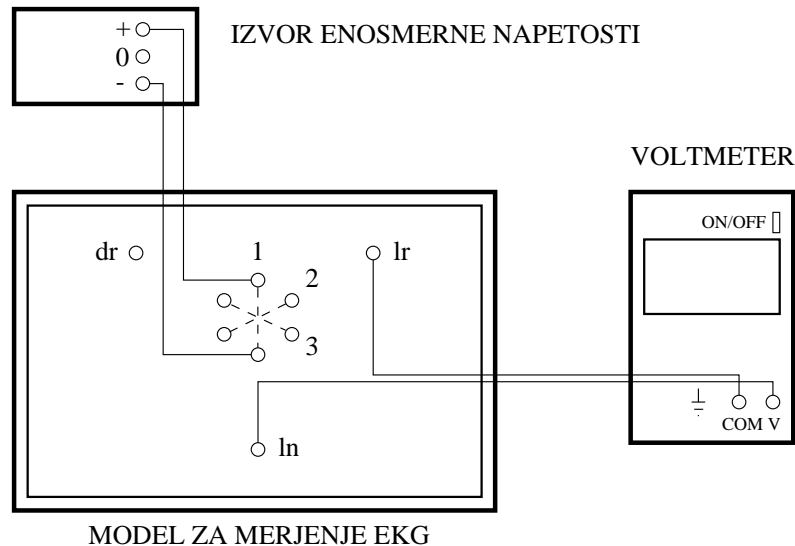 +
IZVOR ENOSMERNE NAPETOSTI
0
-
VOLTMETER
ON/OFF
dr
1
lr
2
3
COM V
ln
MODEL ZA MERJENJE EKG